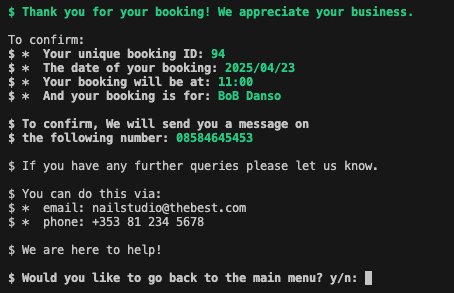 $ Thank you for your booking! We appreciate your business.
To confirm:
$ * Your unique booking ID: 94
$ * The date of your booking: 2025/04/23
$ * Your booking will be at: 11:00
$ * And your booking is for: BoB Danso
$ To confirm, We will send you a message on
$ the following number: 08584645453
$ If you have any further queries please let us know.
$ You can do this via:
$ * email: nailstudio@thebest.com
$ * phone: +353 81 234 5678
$ We are here to help!
$ Would you like to go back to the main menu? y/n: